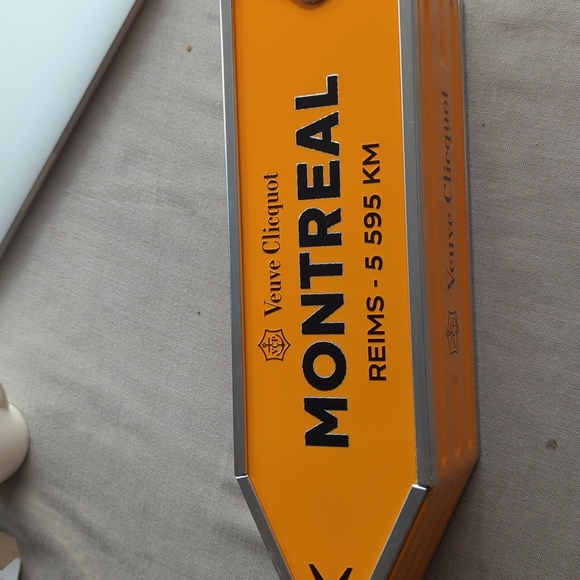 Veuve Clicquot
MONTREAL
REIMS - 5 595 KM
Veuve Clicquot